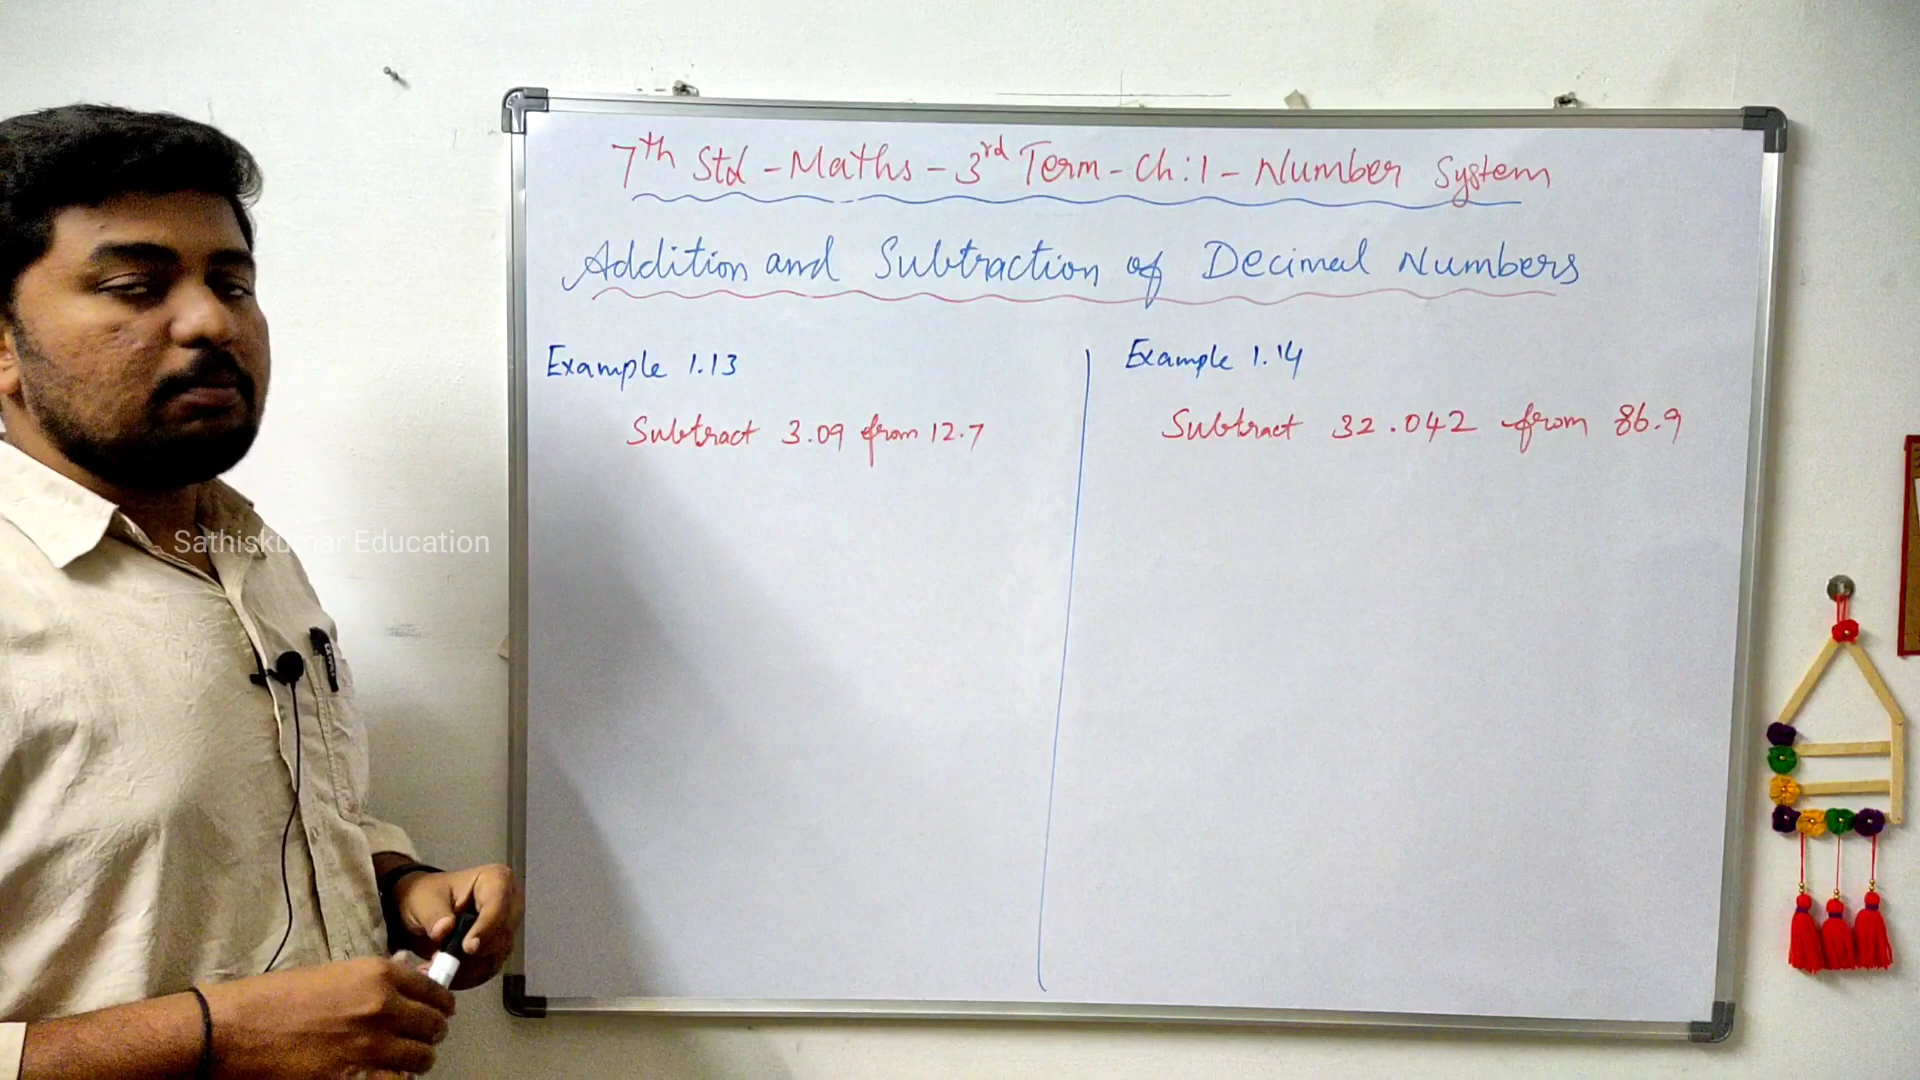 7th Std - Maths - 3rd Term - Ch:1 - Number System
Addition and Subtraction of Decimal Numbers
Example 1.13
Subtract 3.09 from 12.7
Example 1.14
Subtract 32.042 from 86.9
Sathiskumar Education